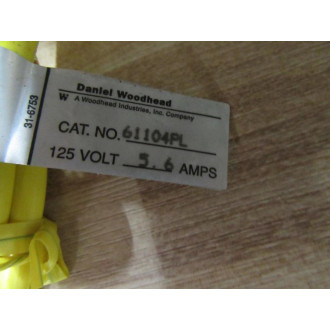 Daniel Woodhead
W A Woodhead Industries, Inc. Company
CAT. NO. 61104PL
125 VOLT 5.6 AMPS
31-6753